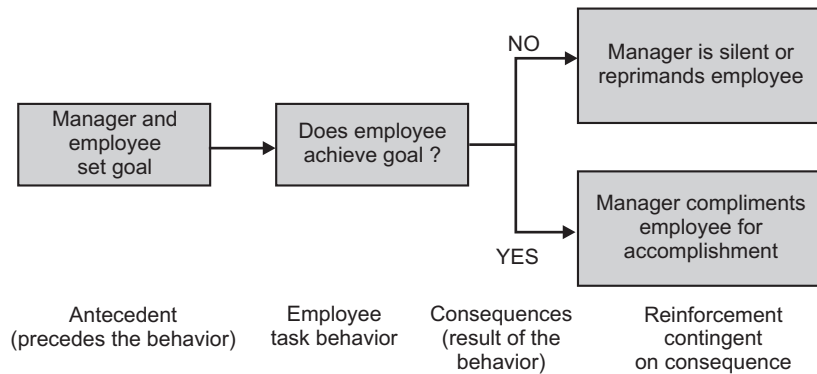 Manager and
employee
set goal
Does employee
achieve goal ?
NO
Manager is silent or
reprimands employee
YES
Manager compliments
employee for
accomplishment
Antecedent
(precedes the behavior)
Employee
task behavior
Consequences
(result of the
behavior)
Reinforcement
contingent
on consequence